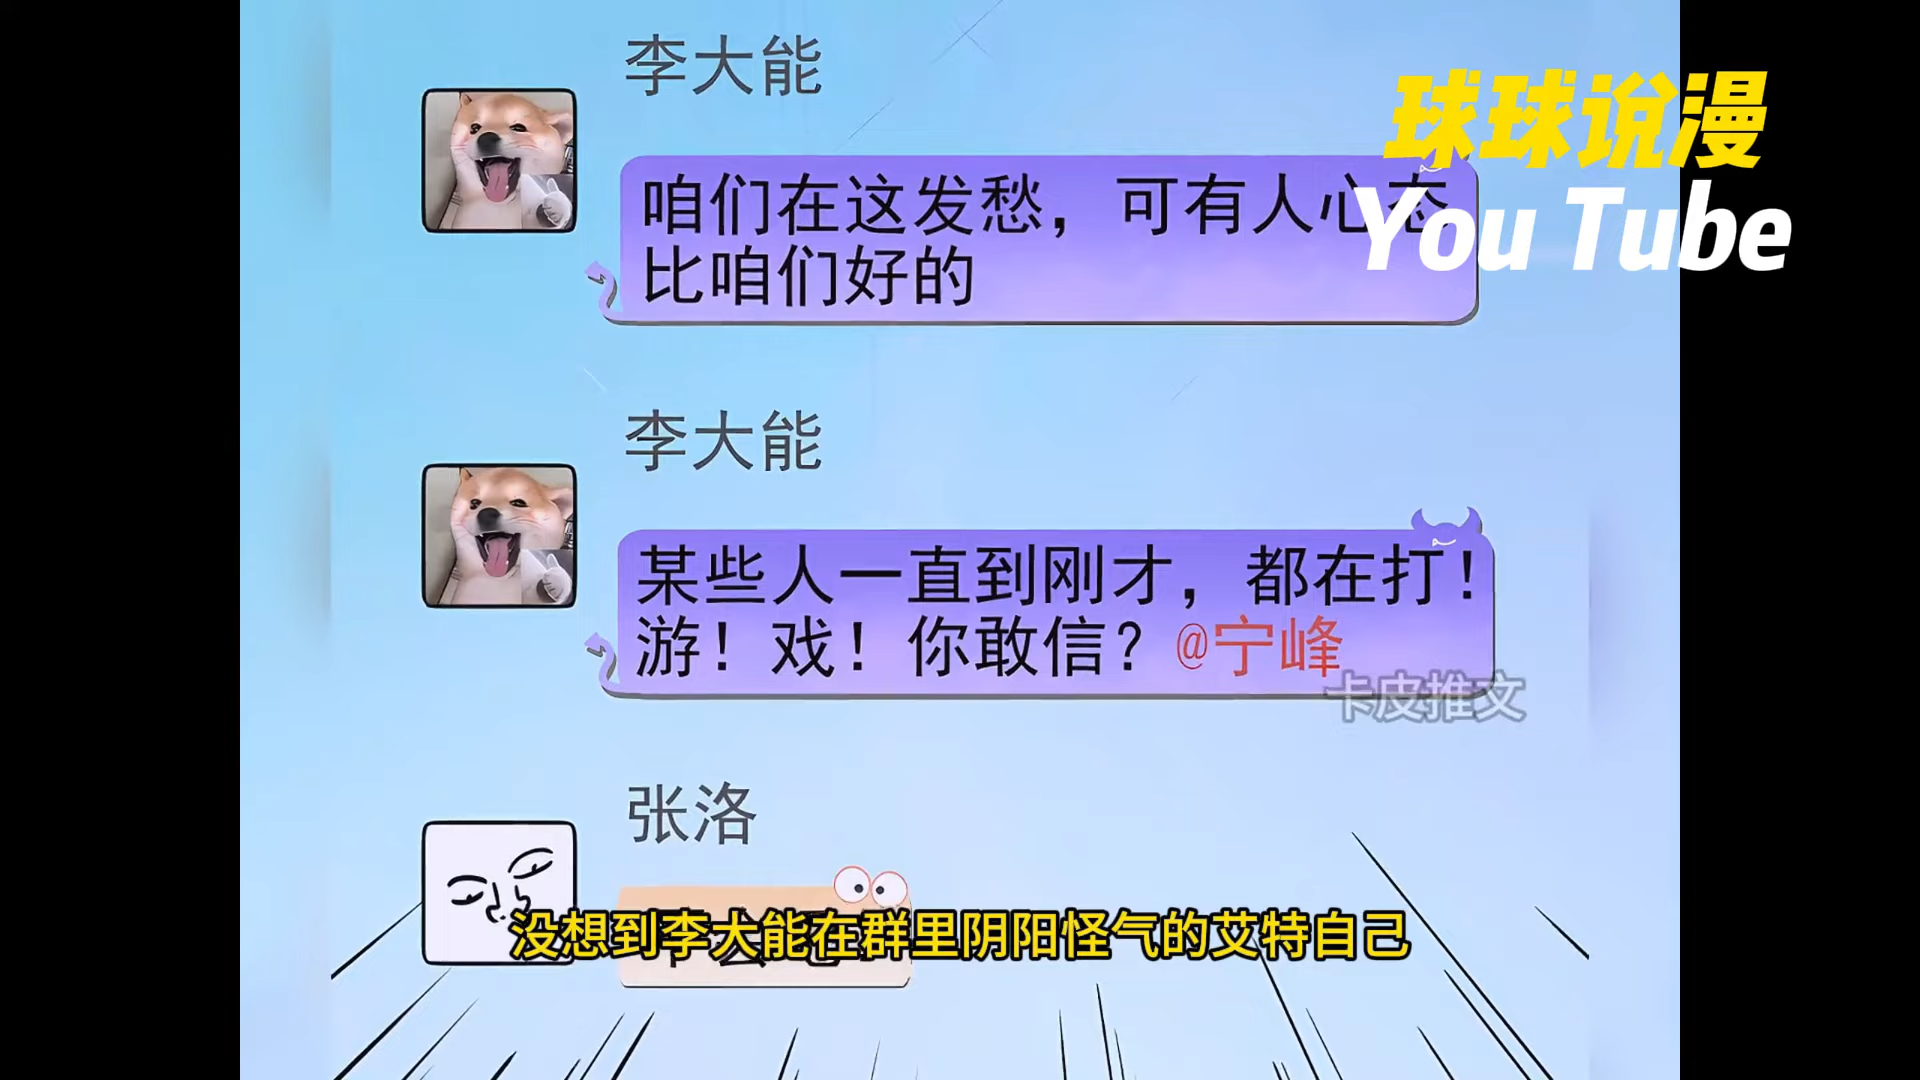 李大能
球球说漫
You Tube
咱们在这发愁，可有人心态
比咱们好的
李大能
某些人一直到刚才，都在打！
游！戏！你敢信？@宁峰
卡皮推文
张洛
没想到李大能在群里阴阳怪气的艾特自己